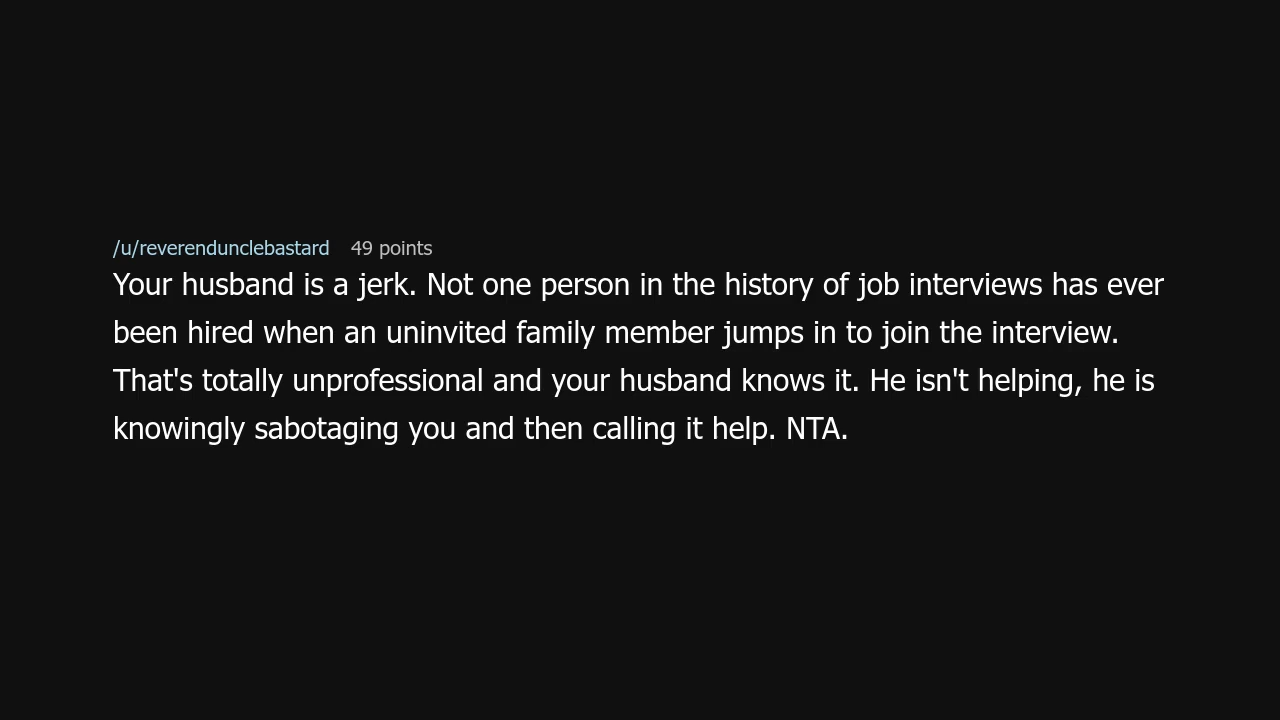 /u/reverendunclebastard 49 points
Your husband is a jerk. Not one person in the history of job interviews has ever
been hired when an uninvited family member jumps in to join the interview.
That's totally unprofessional and your husband knows it. He isn't helping, he is
knowingly sabotaging you and then calling it help. NTA.